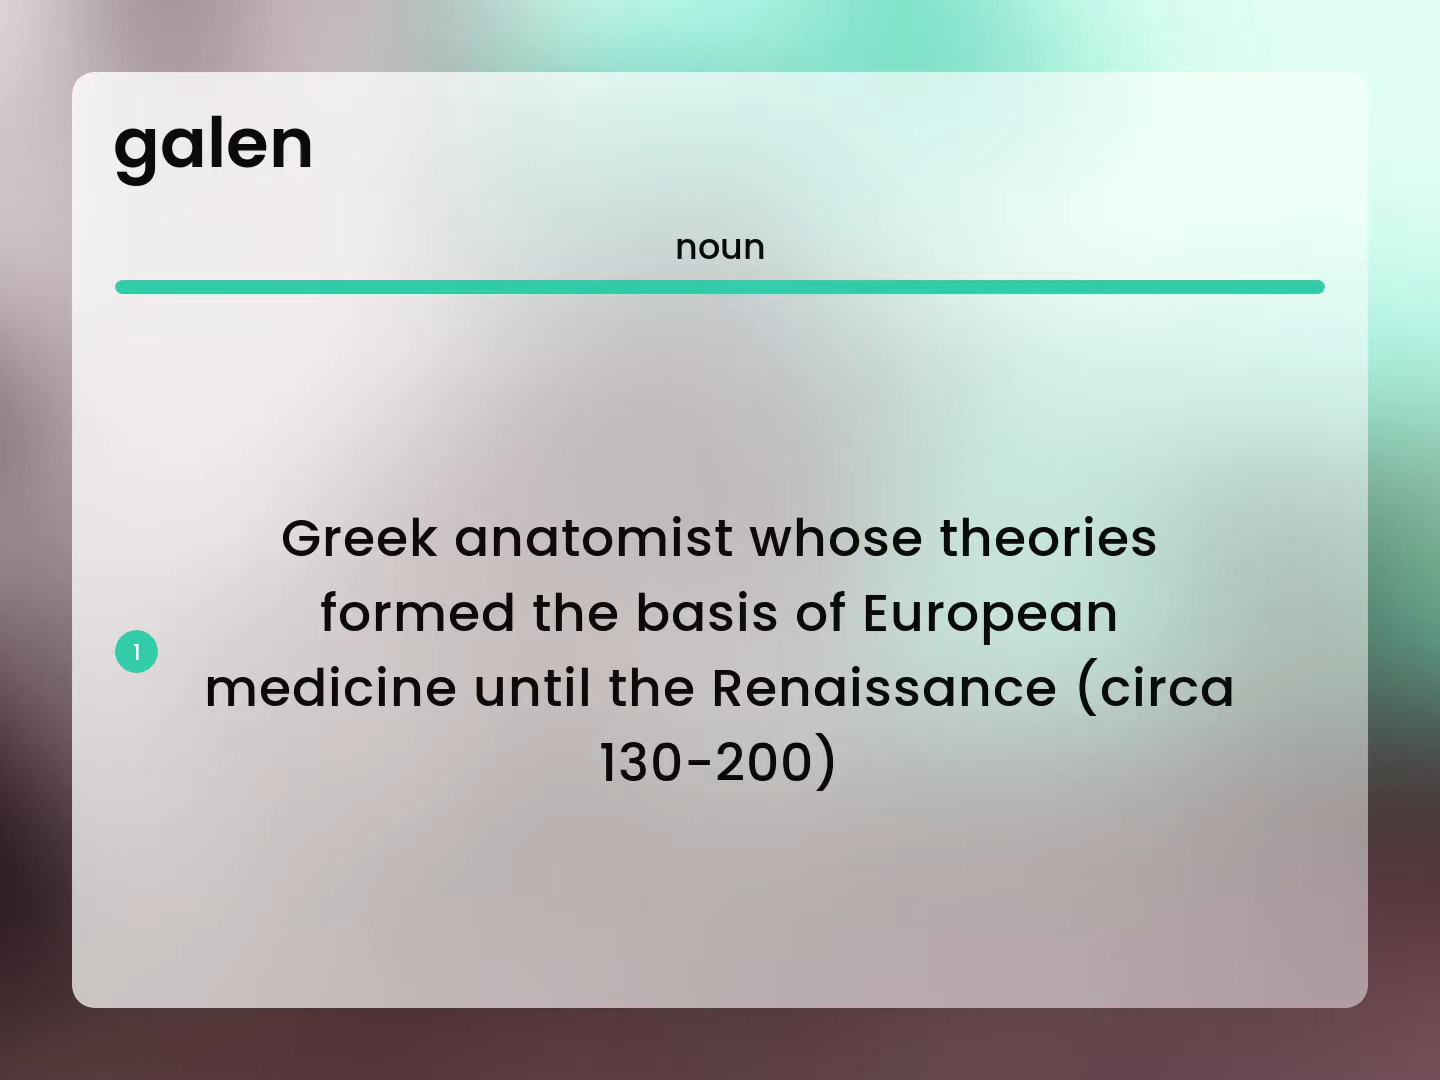 galen
noun
1
Greek anatomist whose theories
formed the basis of European
medicine until the Renaissance (circa
130-200)